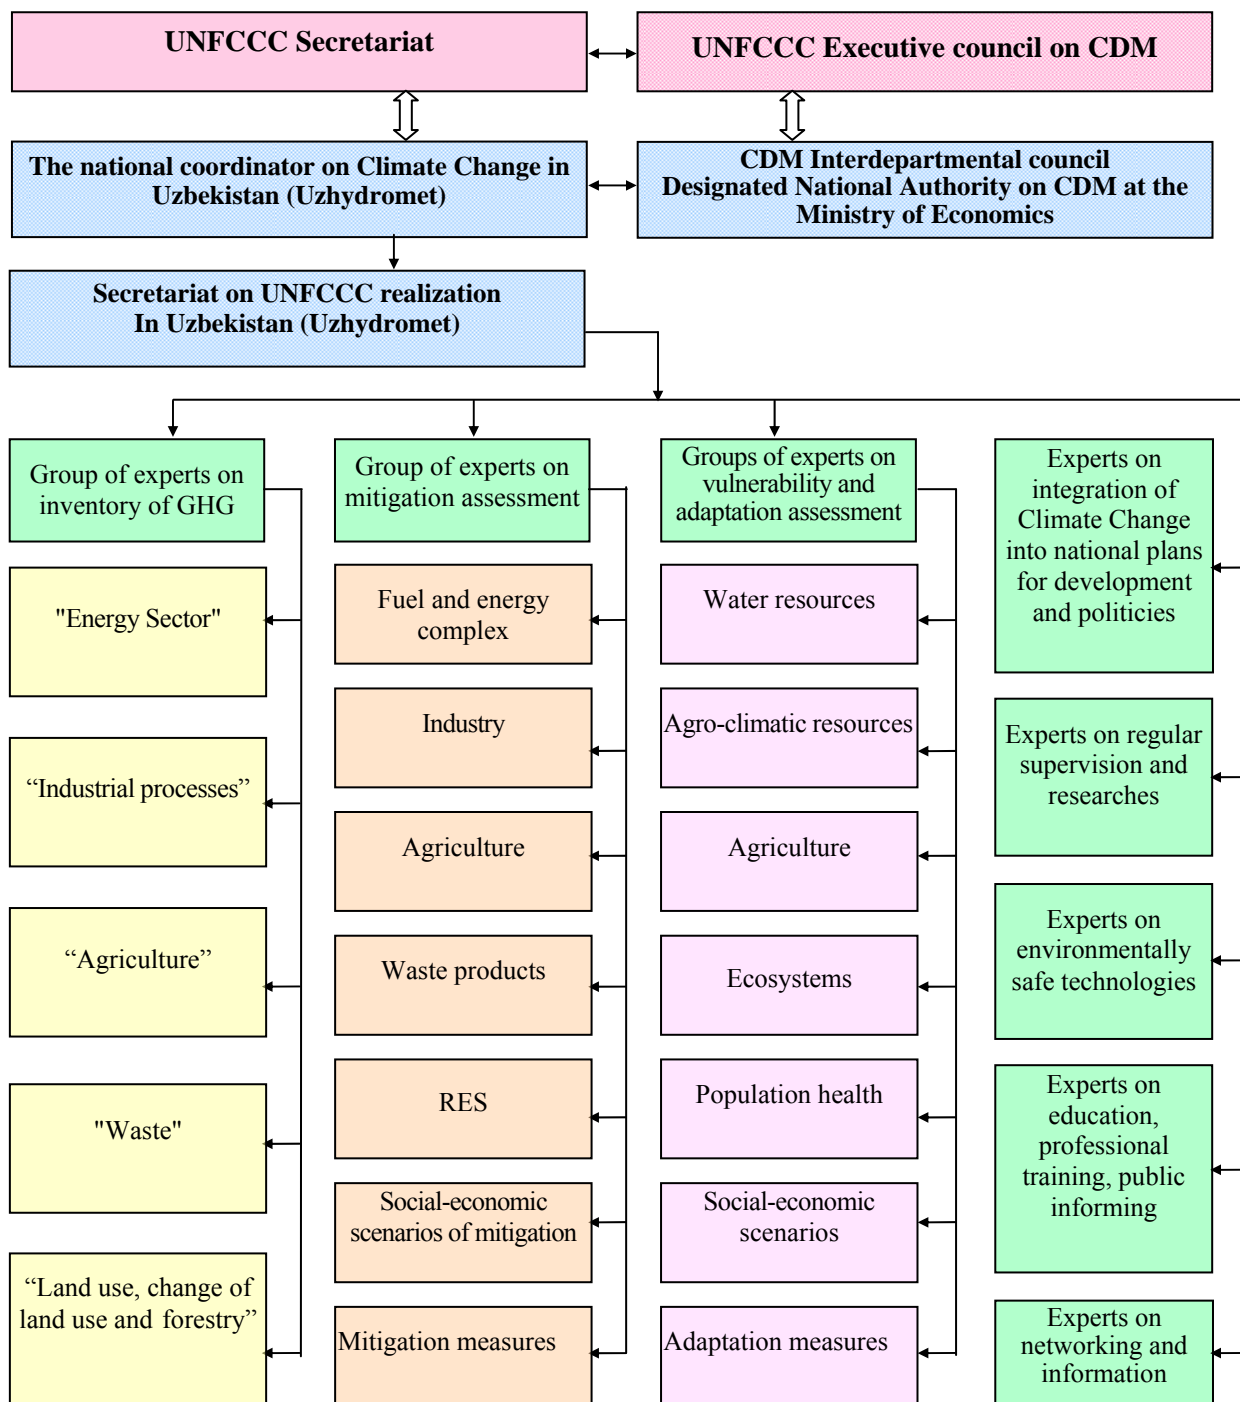 UNFCCC Secretariat
UNFCCC Executive council on CDM
The national coordinator on Climate Change in
Uzbekistan (Uzhydromet)
CDM Interdepartmental council
Designated National Authority on CDM at the
Ministry of Economics
Secretariat on UNFCCC realization
In Uzbekistan (Uzhydromet)
Group of experts on
inventory of GHG
"Energy Sector"
“Industrial processes”
“Agriculture”
"Waste"
“Land use, change of
land use and forestry”
Group of experts on
mitigation assessment
Fuel and energy
complex
Industry
Agriculture
Waste products
RES
Social-economic
scenarios of mitigation
Mitigation measures
Groups of experts on
vulnerability and
adaptation assessment
Water resources
Agro-climatic resources
Agriculture
Ecosystems
Population health
Social-economic
scenarios
Adaptation measures
Experts on
integration of
Climate Change
into national plans
for development
and politicies
Experts on regular
supervision and
researches
Experts on
environmentally
safe technologies
Experts on
education,
professional
training, public
informing
Experts on
networking and
information